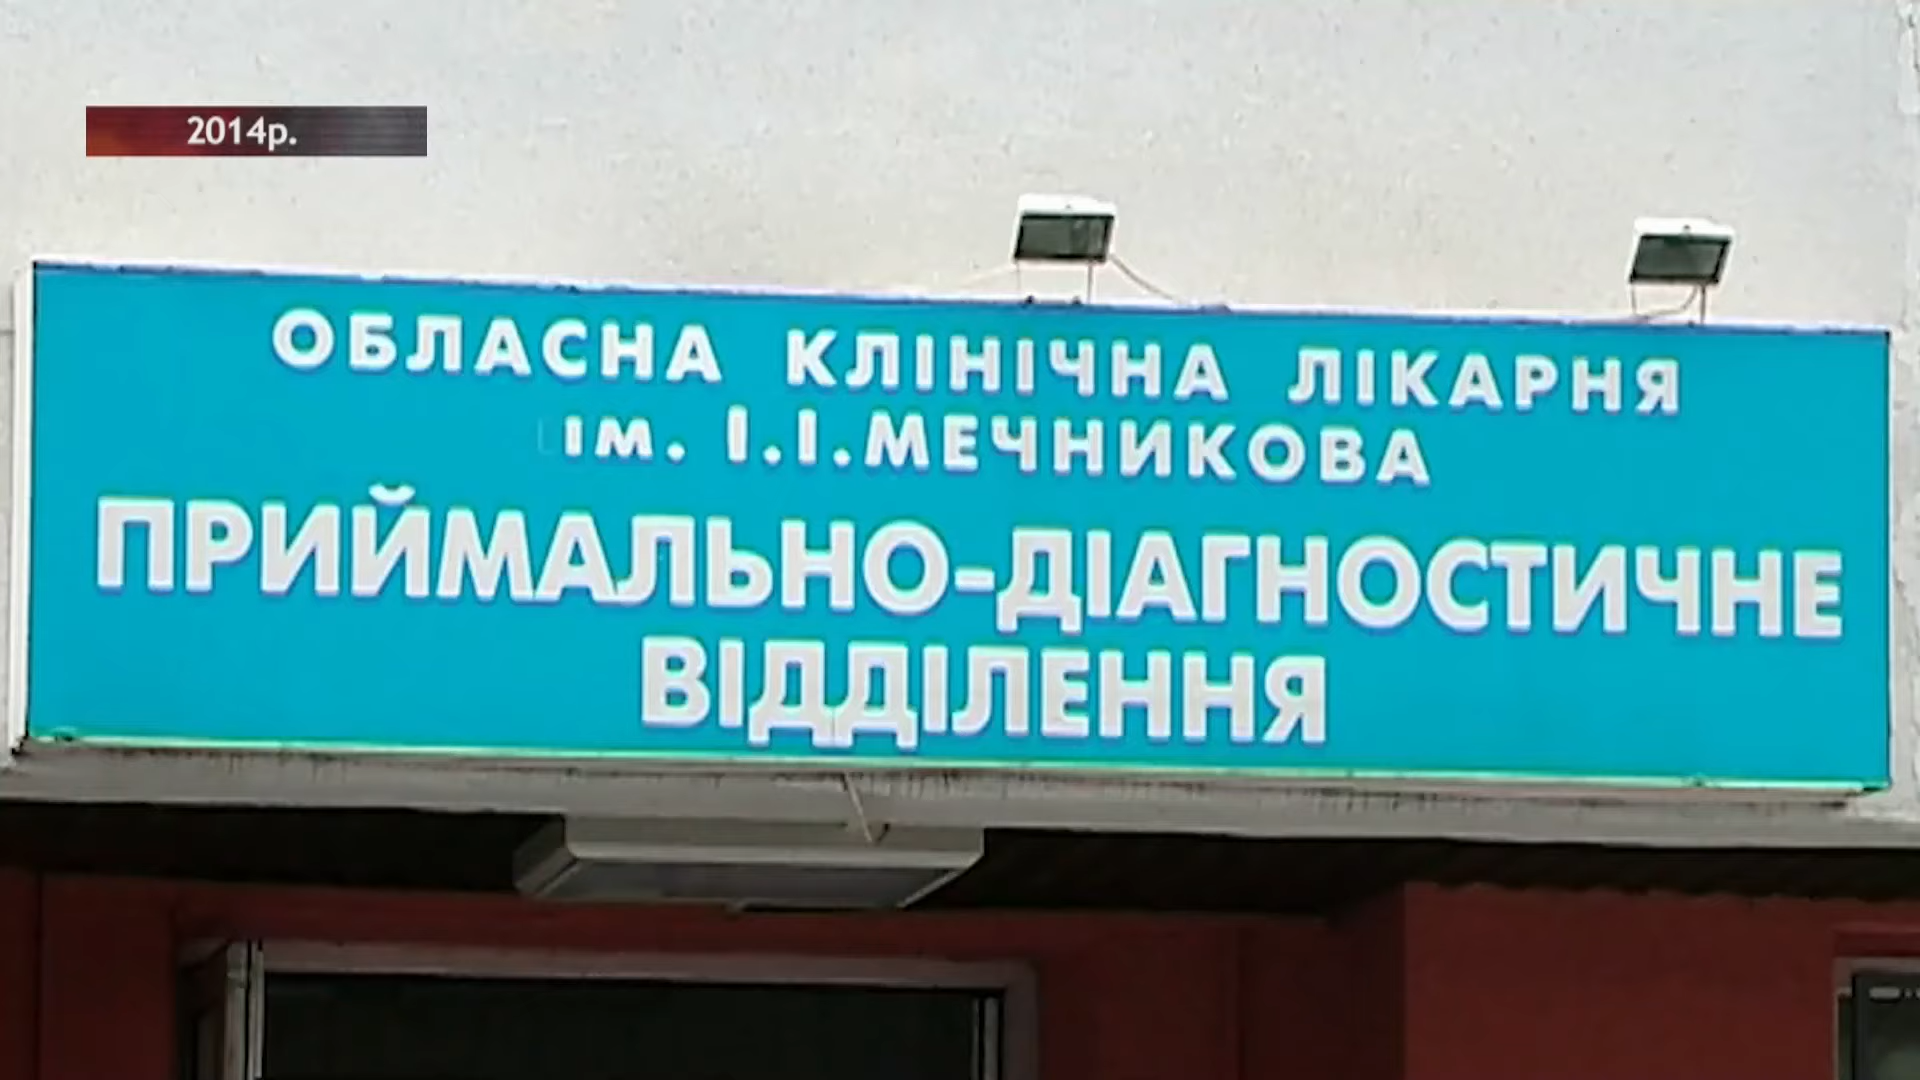 2014р.
ОБЛАСНА КЛІНІЧНА ЛІКАРНЯ
ім. І.І.МЕЧНИКОВА
ПРИЙМАЛЬНО-ДІАГНОСТИЧНЕ
ВІДДІЛЕННЯ